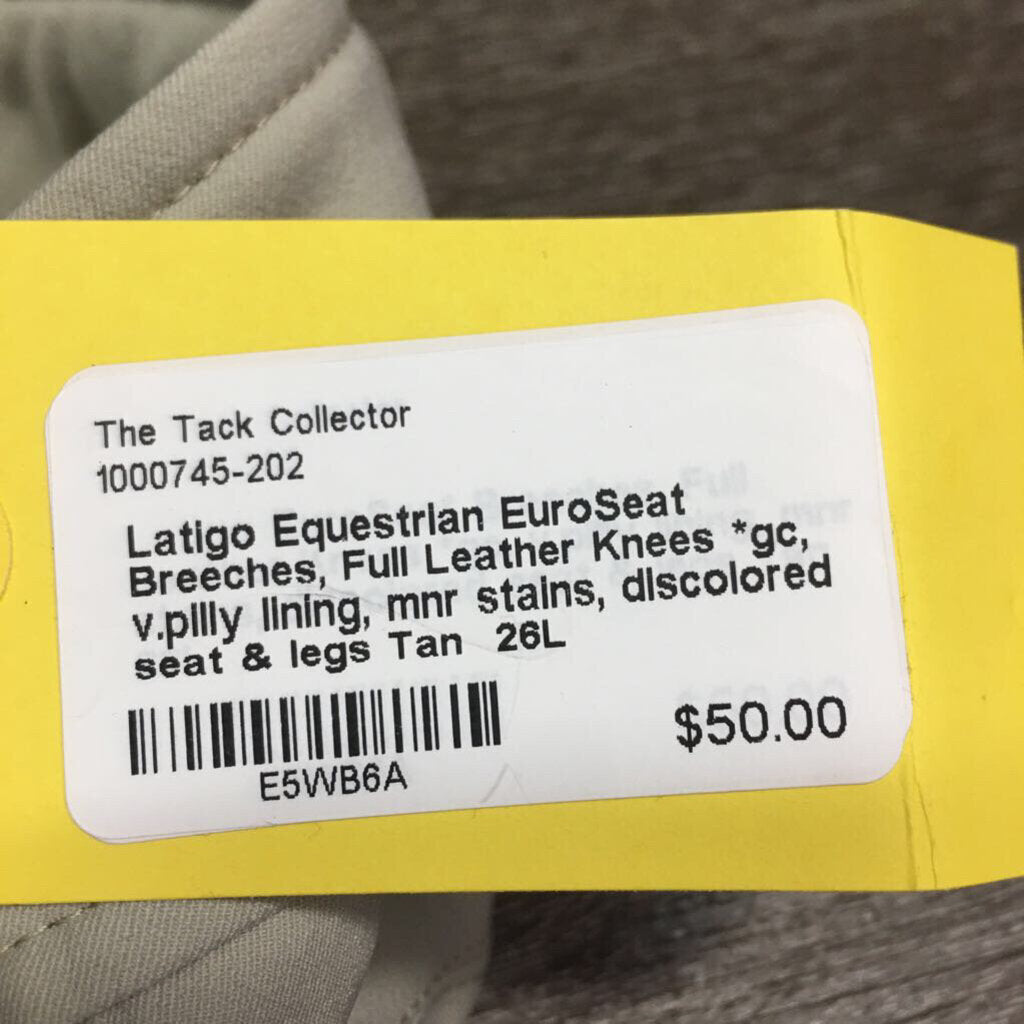 The Tack Collector
1000745-202
Latigo Equestrian EuroSeat
Breeches, Full Leather Knees *gc,
v.pilly lining, mnr stains, discolored
seat & legs Tan 26L
$50.00
E5WB6A